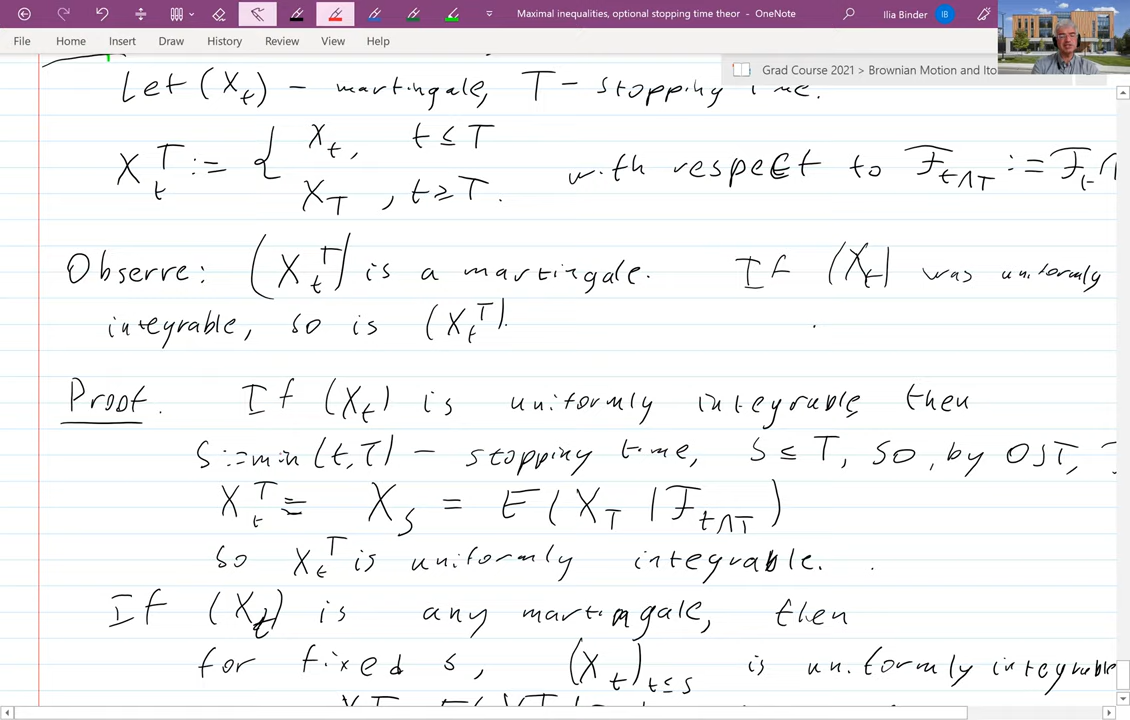 Maximal inequalities, optional stopping time theor - OneNote
Ilia Binder IB
File Home Insert Draw History Review View Help
Grad Course 2021 > Brownian Motion and Ito
Let (X_t) - martingale, T - stopping time.
X_t^T := { X_t, t ≤ T
X_T, t ≥ T. with respect to F_{t∧T} := F_t ∩
Observe: (X_t^T) is a martingale. If (X_t) was uniformly
integrable, so is (X_t^T).
Proof. If (X_t) is uniformly integrable then
S := min(t, T) - stopping time, S ≤ T, so, by OST,
X_t^T = X_S = E(X_T | F_{t∧T})
so X_t^T is uniformly integrable.
If (X_t) is any martingale, then
for fixed s, (X_t)_{t≤s} is uniformly integrable